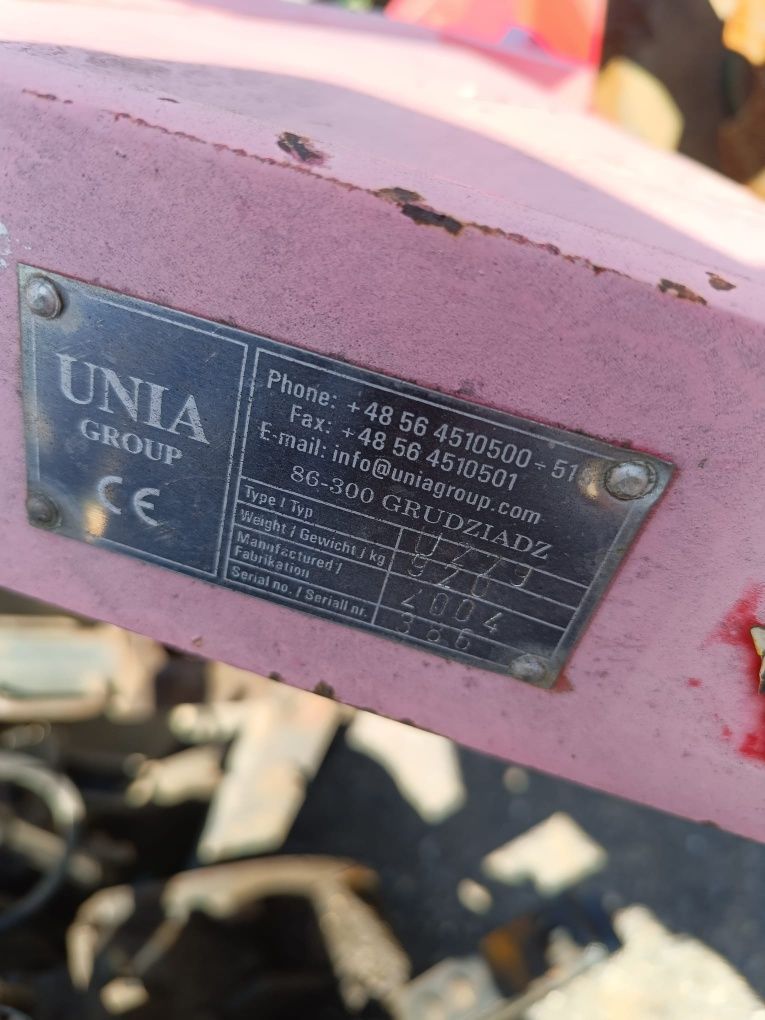 UNIA
GROUP
CE
Phone: +48 56 4510500 ÷ 51
Fax: +48 56 4510501
E-mail: info@uniagroup.com
86-300 GRUDZIADZ
Type / Typ
Weight / Gewicht / kg 920
Manufactured / Fabrikation 2004
Serial no. / Seriall nr. 386